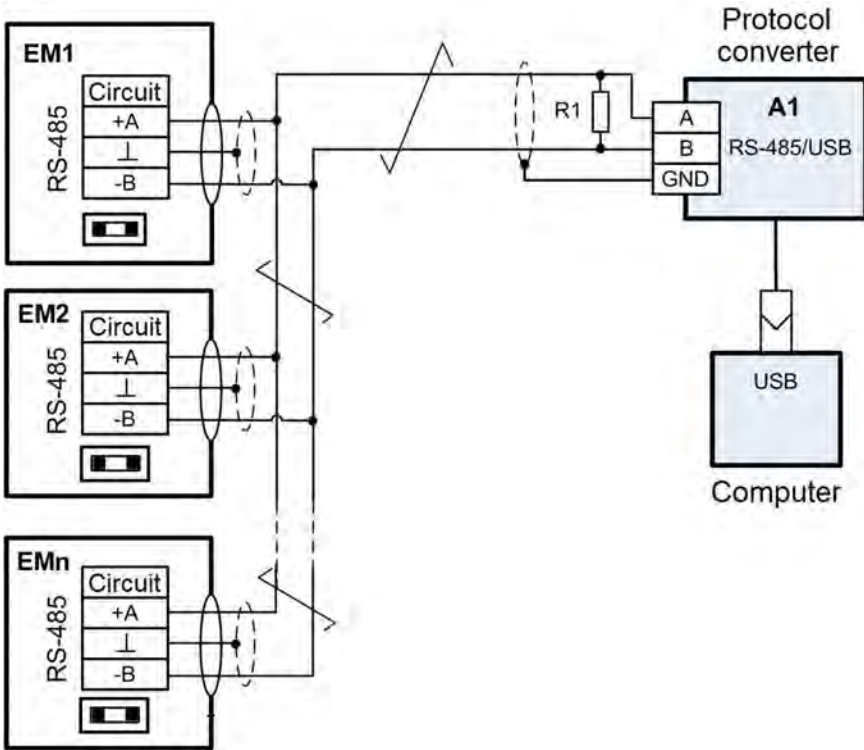 EM1
Circuit
+A
⊥
-B
RS-485
EM2
Circuit
+A
⊥
-B
RS-485
EMn
Circuit
+A
⊥
-B
RS-485
R1
Protocol
converter
A1
RS-485/USB
A
B
GND
USB
Computer